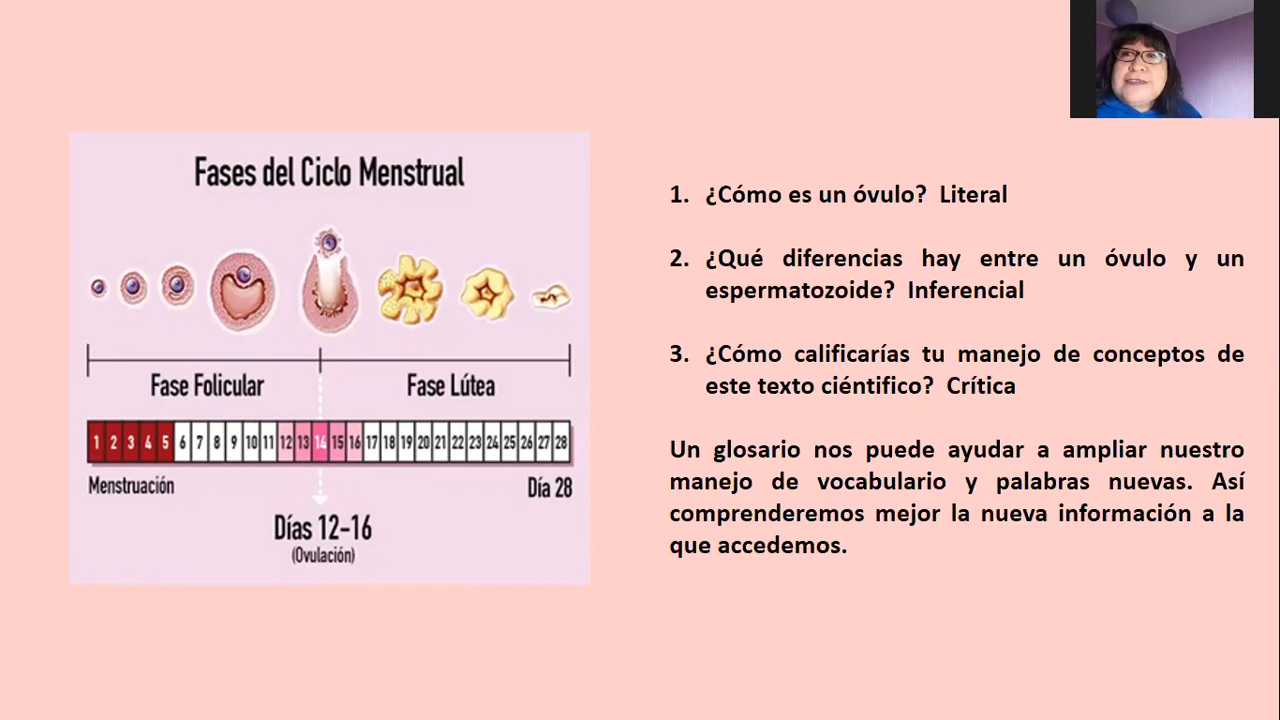 Fases del Ciclo Menstrual
Fase Folicular
Fase Lútea
1 2 3 4 5 6 7 8 9 10 11 12 13 14 15 16 17 18 19 20 21 22 23 24 25 26 27 28
Menstruación
Día 28
Días 12-16
(Ovulación)
1. ¿Cómo es un óvulo? Literal
2. ¿Qué diferencias hay entre un óvulo y un
espermatozoide? Inferencial
3. ¿Cómo calificarías tu manejo de conceptos de
este texto ciéntifico? Crítica
Un glosario nos puede ayudar a ampliar nuestro
manejo de vocabulario y palabras nuevas. Así
comprenderemos mejor la nueva información a la
que accedemos.